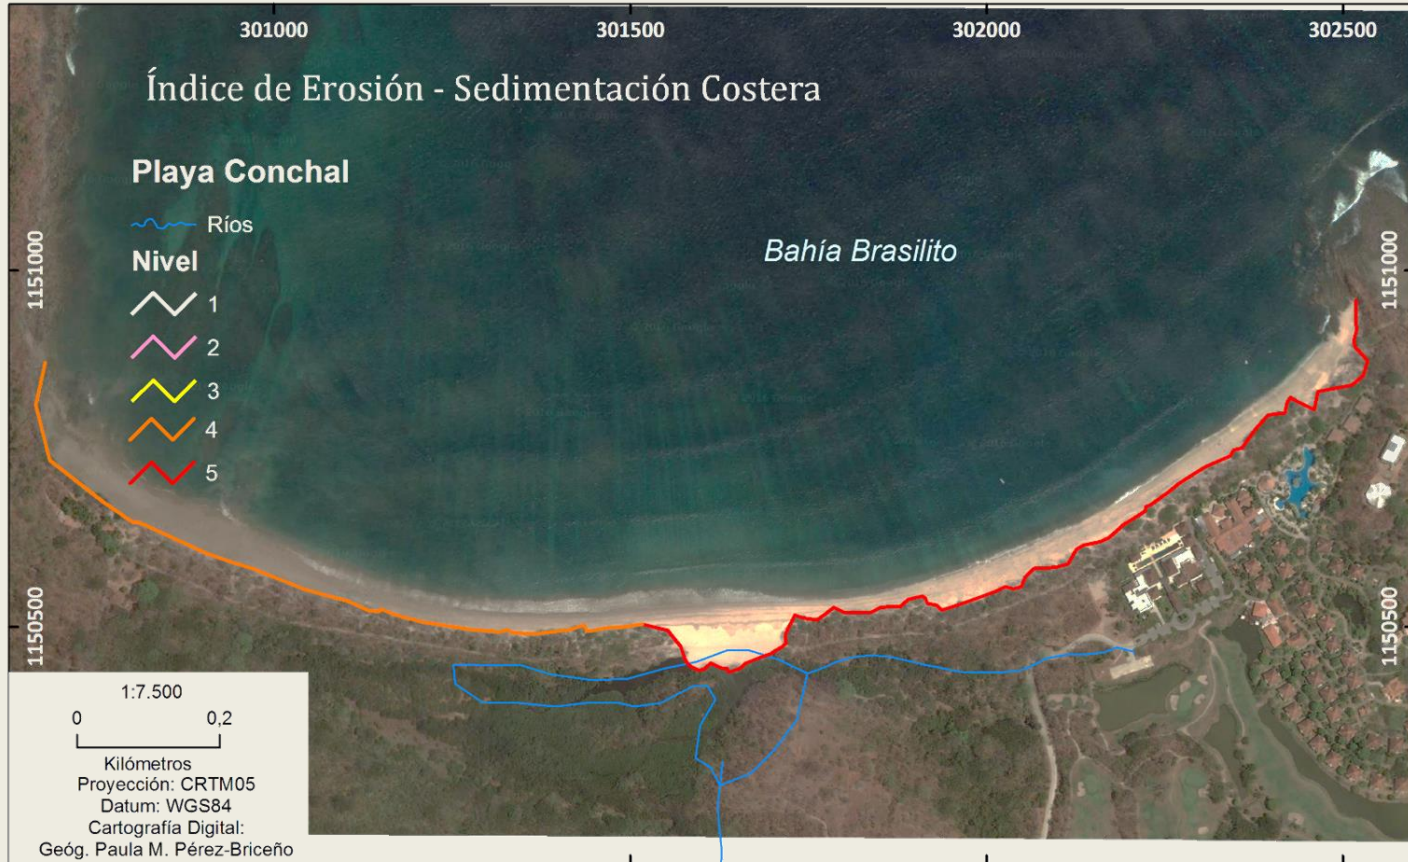 301000 301500 302000 302500
Índice de Erosión - Sedimentación Costera
Playa Conchal
Ríos
Bahía Brasilito
Nivel
1151000 1151000
1
2
3
4
5
1150500 1150500
1:7.500
0 0,2
Kilómetros
Proyección: CRTM05
Datum: WGS84
Cartografía Digital:
Geóg. Paula M. Pérez-Briceño